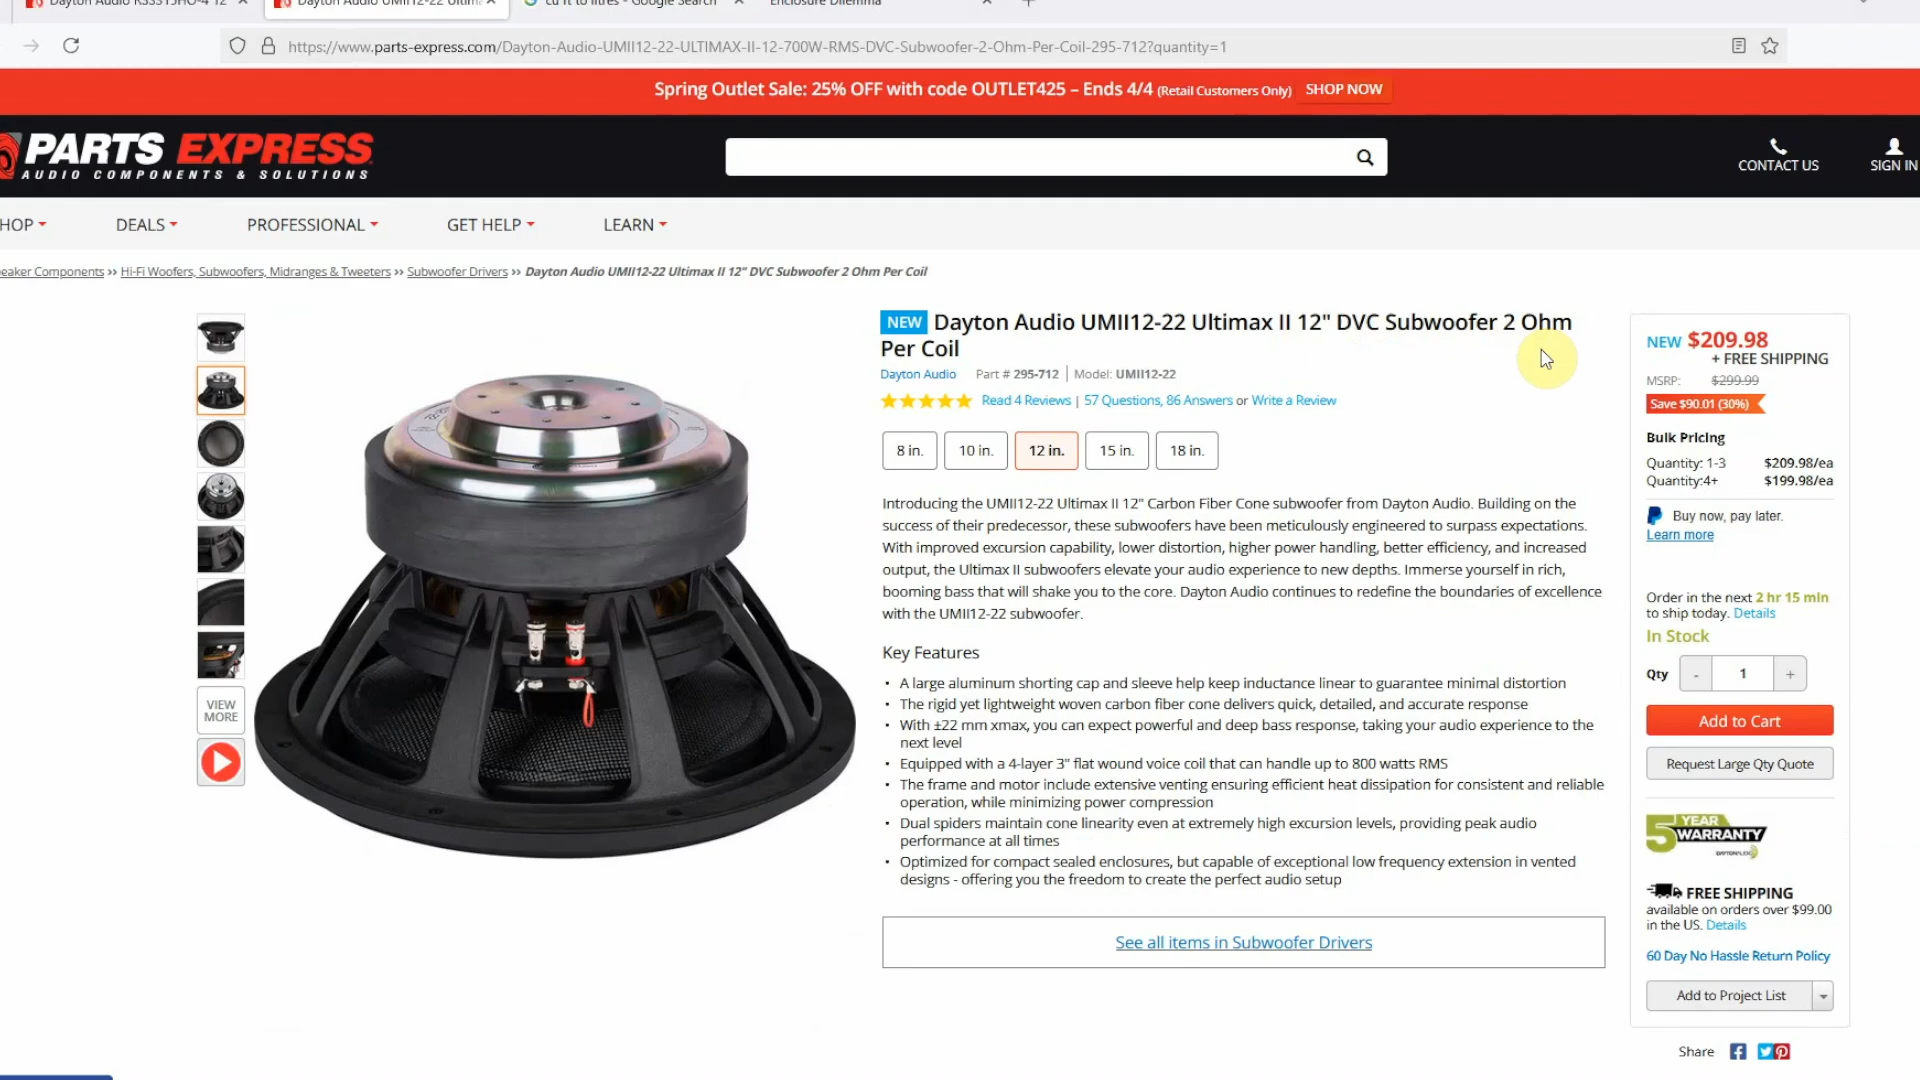 Dayton Audio RSS315HO-4 12
Dayton Audio UMII12-22 Ultim
cu ft to litres - Google Search
Enclosure Dilemma
https://www.parts-express.com/Dayton-Audio-UMII12-22-ULTIMAX-II-12-700W-RMS-DVC-Subwoofer-2-Ohm-Per-Coil-295-712?quantity=1
Spring Outlet Sale: 25% OFF with code OUTLET425 – Ends 4/4 (Retail Customers Only) SHOP NOW
PARTS EXPRESS
AUDIO COMPONENTS & SOLUTIONS
CONTACT US
SIGN IN
HOP
DEALS
PROFESSIONAL
GET HELP
LEARN
eaker Components >> Hi-Fi Woofers, Subwoofers, Midranges & Tweeters >> Subwoofer Drivers >> Dayton Audio UMII12-22 Ultimax II 12" DVC Subwoofer 2 Ohm Per Coil
NEW Dayton Audio UMII12-22 Ultimax II 12" DVC Subwoofer 2 Ohm
Per Coil
Dayton Audio Part # 295-712 | Model: UMII12-22
Read 4 Reviews | 57 Questions, 86 Answers or Write a Review
8 in. 10 in. 12 in. 15 in. 18 in.
Introducing the UMII12-22 Ultimax II 12" Carbon Fiber Cone subwoofer from Dayton Audio. Building on the
success of their predecessor, these subwoofers have been meticulously engineered to surpass expectations.
With improved excursion capability, lower distortion, higher power handling, better efficiency, and increased
output, the Ultimax II subwoofers elevate your audio experience to new depths. Immerse yourself in rich,
booming bass that will shake you to the core. Dayton Audio continues to redefine the boundaries of excellence
with the UMII12-22 subwoofer.
Key Features
• A large aluminum shorting cap and sleeve help keep inductance linear to guarantee minimal distortion
• The rigid yet lightweight woven carbon fiber cone delivers quick, detailed, and accurate response
• With ±22 mm xmax, you can expect powerful and deep bass response, taking your audio experience to the
next level
• Equipped with a 4-layer 3" flat wound voice coil that can handle up to 800 watts RMS
• The frame and motor include extensive venting ensuring efficient heat dissipation for consistent and reliable
operation, while minimizing power compression
• Dual spiders maintain cone linearity even at extremely high excursion levels, providing peak audio
performance at all times
• Optimized for compact sealed enclosures, but capable of exceptional low frequency extension in vented
designs - offering you the freedom to create the perfect audio setup
See all items in Subwoofer Drivers
VIEW
MORE
NEW $209.98
+ FREE SHIPPING
MSRP: $299.99
Save $90.01 (30%)
Bulk Pricing
Quantity: 1-3 $209.98/ea
Quantity:4+ $199.98/ea
Buy now, pay later.
Learn more
Order in the next 2 hr 15 min
to ship today. Details
In Stock
Qty - 1 +
Add to Cart
Request Large Qty Quote
5 YEAR
WARRANTY
FREE SHIPPING
available on orders over $99.00
in the US. Details
60 Day No Hassle Return Policy
Add to Project List
Share